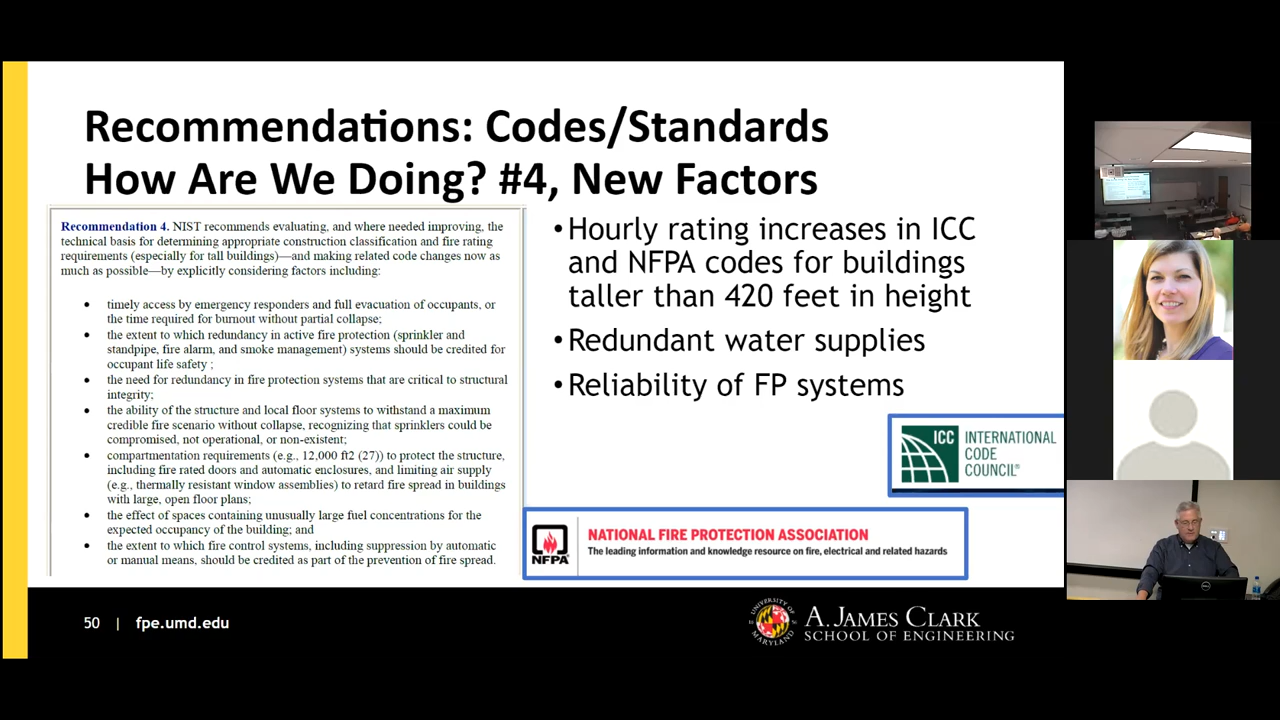 Recommendations: Codes/Standards
How Are We Doing? #4, New Factors
Recommendation 4. NIST recommends evaluating, and where needed improving, the
technical basis for determining appropriate construction classification and fire rating
requirements (especially for tall buildings)—and making related code changes now as
much as possible—by explicitly considering factors including:
• timely access by emergency responders and full evacuation of occupants, or
the time required for burnout without partial collapse;
• the extent to which redundancy in active fire protection (sprinkler and
standpipe, fire alarm, and smoke management) systems should be credited for
occupant life safety ;
• the need for redundancy in fire protection systems that are critical to structural
integrity;
• the ability of the structure and local floor systems to withstand a maximum
credible fire scenario without collapse, recognizing that sprinklers could be
compromised, not operational, or non-existent;
• compartmentation requirements (e.g., 12,000 ft2 (27)) to protect the structure,
including fire rated doors and automatic enclosures, and limiting air supply
(e.g., thermally resistant window assemblies) to retard fire spread in buildings
with large, open floor plans;
• the effect of spaces containing unusually large fuel concentrations for the
expected occupancy of the building; and
• the extent to which fire control systems, including suppression by automatic
or manual means, should be credited as part of the prevention of fire spread.
• Hourly rating increases in ICC
and NFPA codes for buildings
taller than 420 feet in height
• Redundant water supplies
• Reliability of FP systems
ICC
INTERNATIONAL
CODE
COUNCIL®
NFPA
NATIONAL FIRE PROTECTION ASSOCIATION
The leading information and knowledge resource on fire, electrical and related hazards
50 | fpe.umd.edu
UNIVERSITY OF
MARYLAND
A. JAMES CLARK
SCHOOL OF ENGINEERING